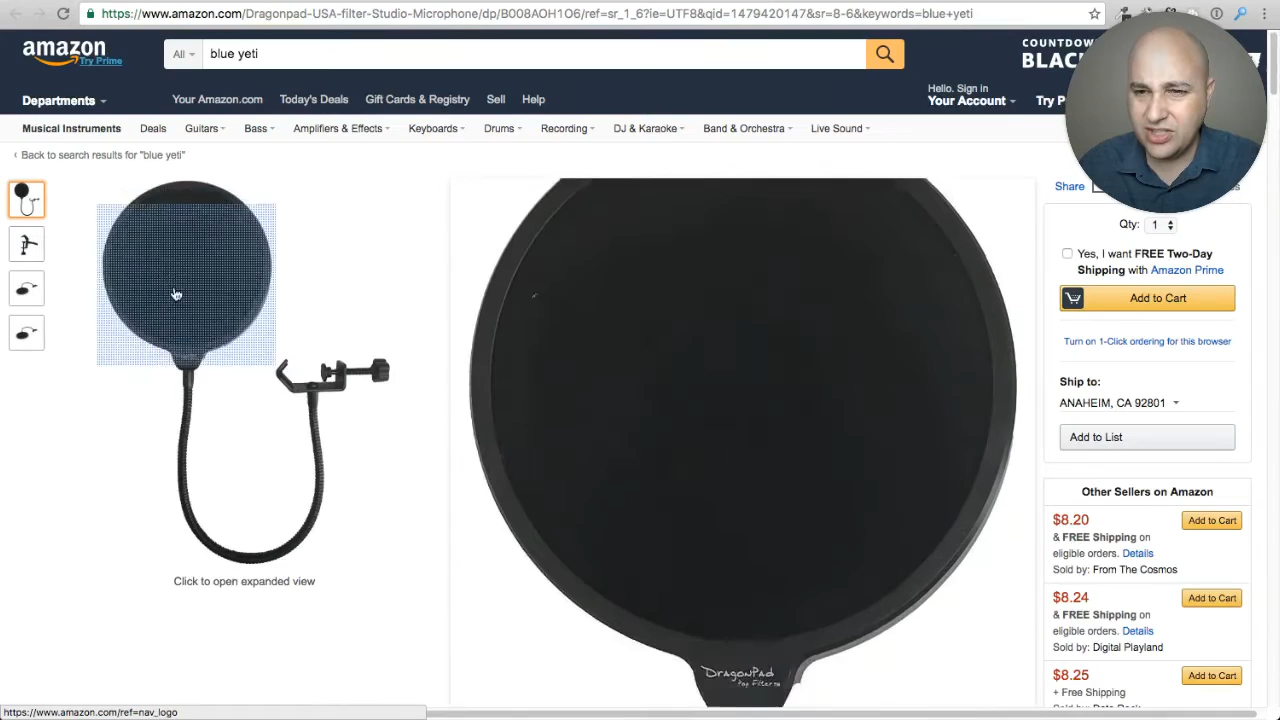 https://www.amazon.com/Dragonpad-USA-filter-Studio-Microphone/dp/B008AOH1O6/ref=sr_1_6?ie=UTF8&qid=1479420147&sr=8-6&keywords=blue+yeti
amazon
Try Prime
All
blue yeti
COUNTDOWN
BLAC
Departments
Your Amazon.com
Today's Deals
Gift Cards & Registry
Sell
Help
Hello. Sign in
Your Account
Try P
Musical Instruments
Deals
Guitars
Bass
Amplifiers & Effects
Keyboards
Drums
Recording
DJ & Karaoke
Band & Orchestra
Live Sound
‹ Back to search results for "blue yeti"
Share
Qty: 1
Yes, I want FREE Two-Day
Shipping with Amazon Prime
Add to Cart
Turn on 1-Click ordering for this browser
Ship to:
ANAHEIM, CA 92801
Add to List
Other Sellers on Amazon
$8.20
Add to Cart
& FREE Shipping on
eligible orders. Details
Sold by: From The Cosmos
$8.24
Add to Cart
& FREE Shipping on
eligible orders. Details
Sold by: Digital Playland
$8.25
Add to Cart
+ Free Shipping
Click to open expanded view
DragonPad
Pop Filter
https://www.amazon.com/ref=nav_logo